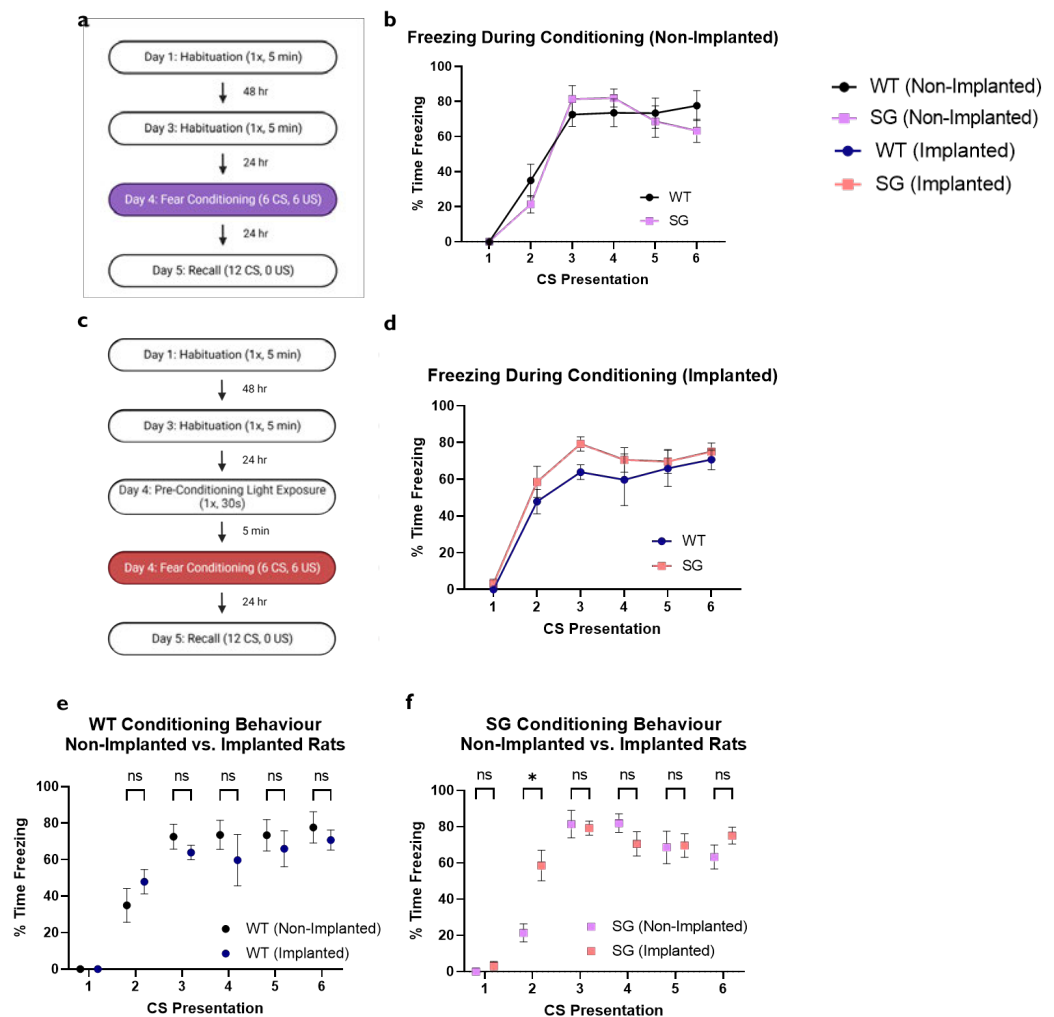 a
Day 1: Habituation (1x, 5 min)
48 hr
Day 3: Habituation (1x, 5 min)
24 hr
Day 4: Fear Conditioning (6 CS, 6 US)
24 hr
Day 5: Recall (12 CS, 0 US)
b
Freezing During Conditioning (Non-Implanted)
% Time Freezing
100
80
60
40
20
0
WT
SG
1 2 3 4 5 6
CS Presentation
WT (Non-Implanted)
SG (Non-Implanted)
WT (Implanted)
SG (Implanted)
c
Day 1: Habituation (1x, 5 min)
48 hr
Day 3: Habituation (1x, 5 min)
24 hr
Day 4: Pre-Conditioning Light Exposure
(1x, 30s)
5 min
Day 4: Fear Conditioning (6 CS, 6 US)
24 hr
Day 5: Recall (12 CS, 0 US)
d
Freezing During Conditioning (Implanted)
% Time Freezing
100
80
60
40
20
0
WT
SG
1 2 3 4 5 6
CS Presentation
e
WT Conditioning Behaviour
Non-Implanted vs. Implanted Rats
ns ns ns ns ns
% Time Freezing
100
80
60
40
20
0
WT (Non-Implanted)
WT (Implanted)
1 2 3 4 5 6
CS Presentation
f
SG Conditioning Behaviour
Non-Implanted vs. Implanted Rats
ns * ns ns ns ns
% Time Freezing
100
80
60
40
20
0
SG (Non-Implanted)
SG (Implanted)
1 2 3 4 5 6
CS Presentation